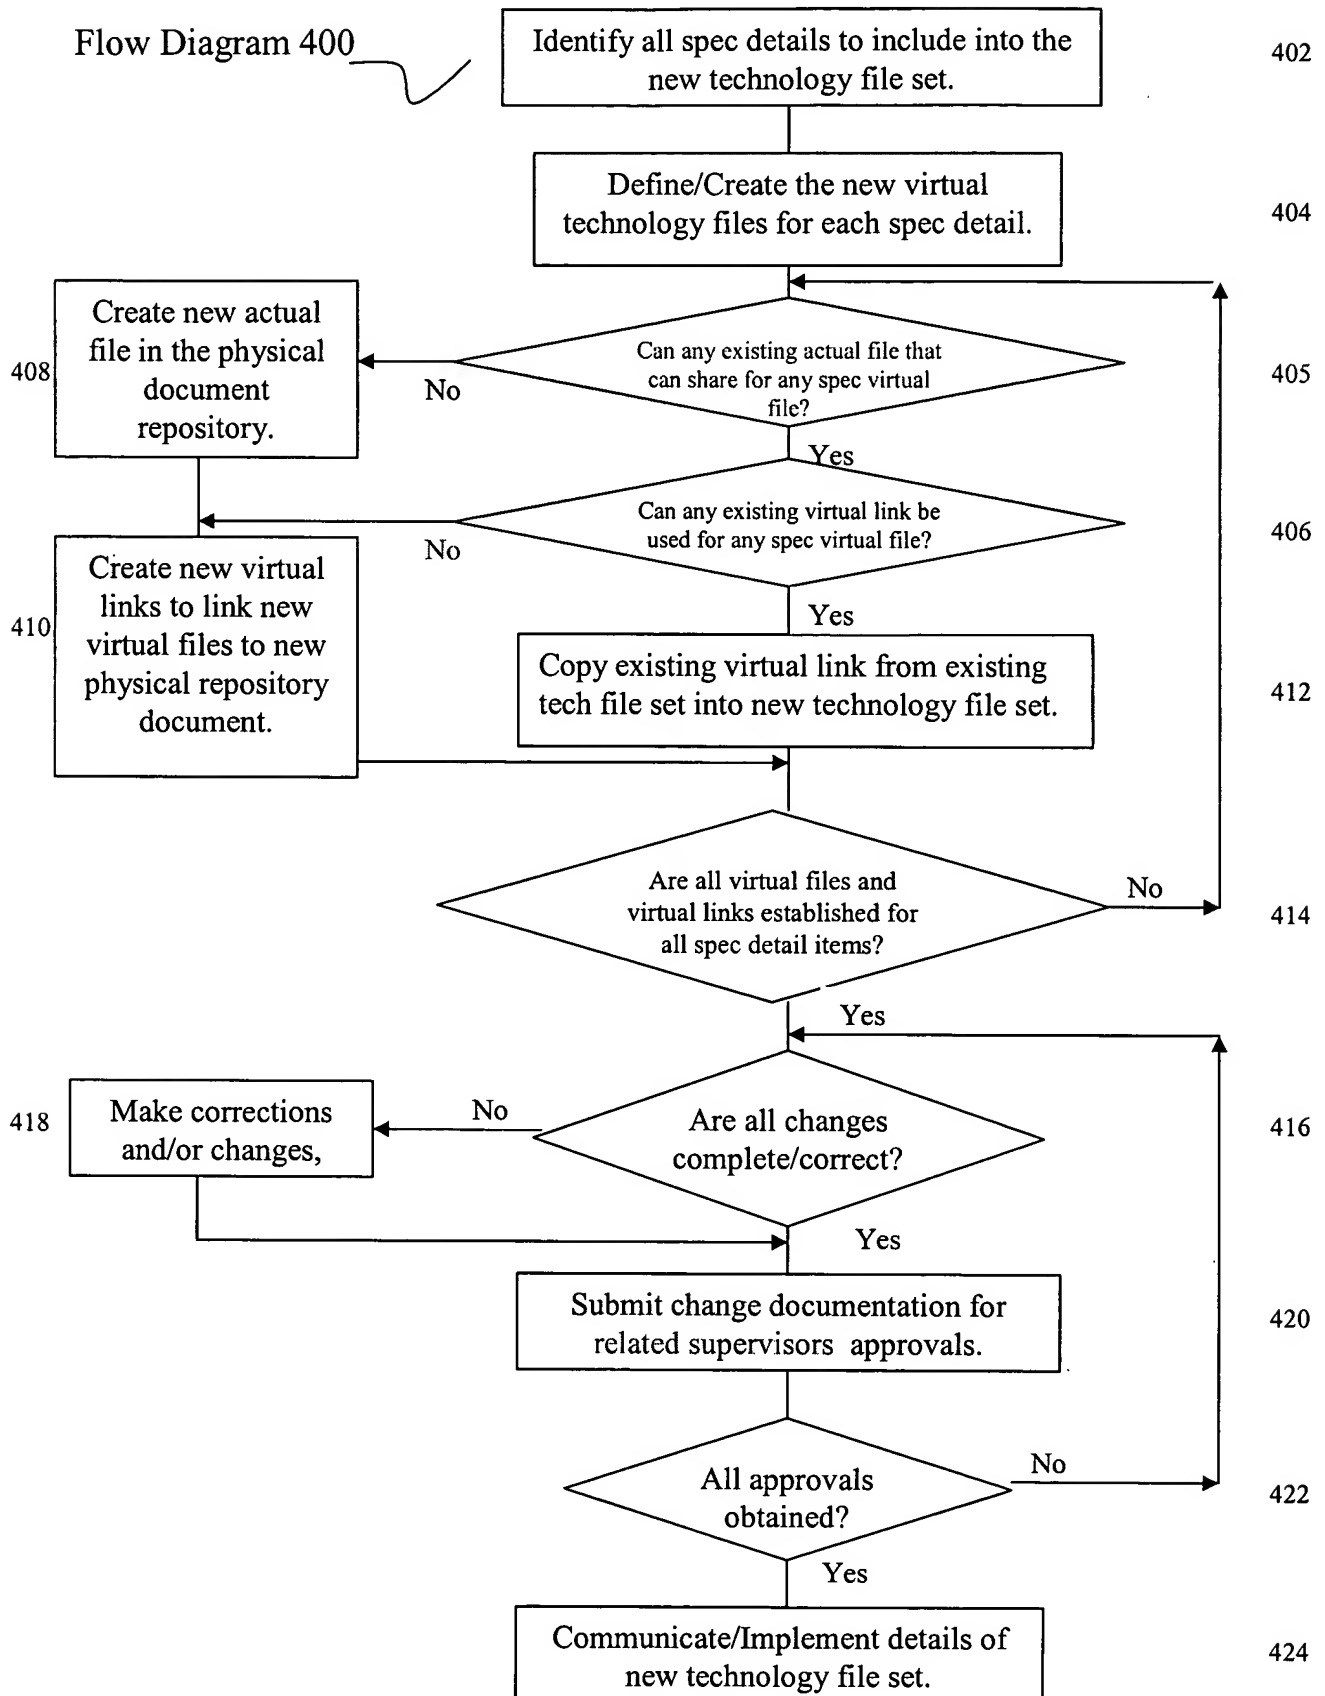 Flow Diagram 400
Identify all spec details to include into the
new technology file set.
402
Define/Create the new virtual
technology files for each spec detail.
404
Create new actual
file in the physical
document
repository.
408
No
Can any existing actual file that
can share for any spec virtual
file?
405
Yes
Can any existing virtual link be
used for any spec virtual file?
406
No
Create new virtual
links to link new
virtual files to new
physical repository
document.
410
Yes
Copy existing virtual link from existing
tech file set into new technology file set.
412
Are all virtual files and
virtual links established for
all spec detail items?
No
414
Yes
418
Make corrections
and/or changes,
No
Are all changes
complete/correct?
416
Yes
Submit change documentation for
related supervisors approvals.
420
All approvals
obtained?
No
422
Yes
Communicate/Implement details of
new technology file set.
424